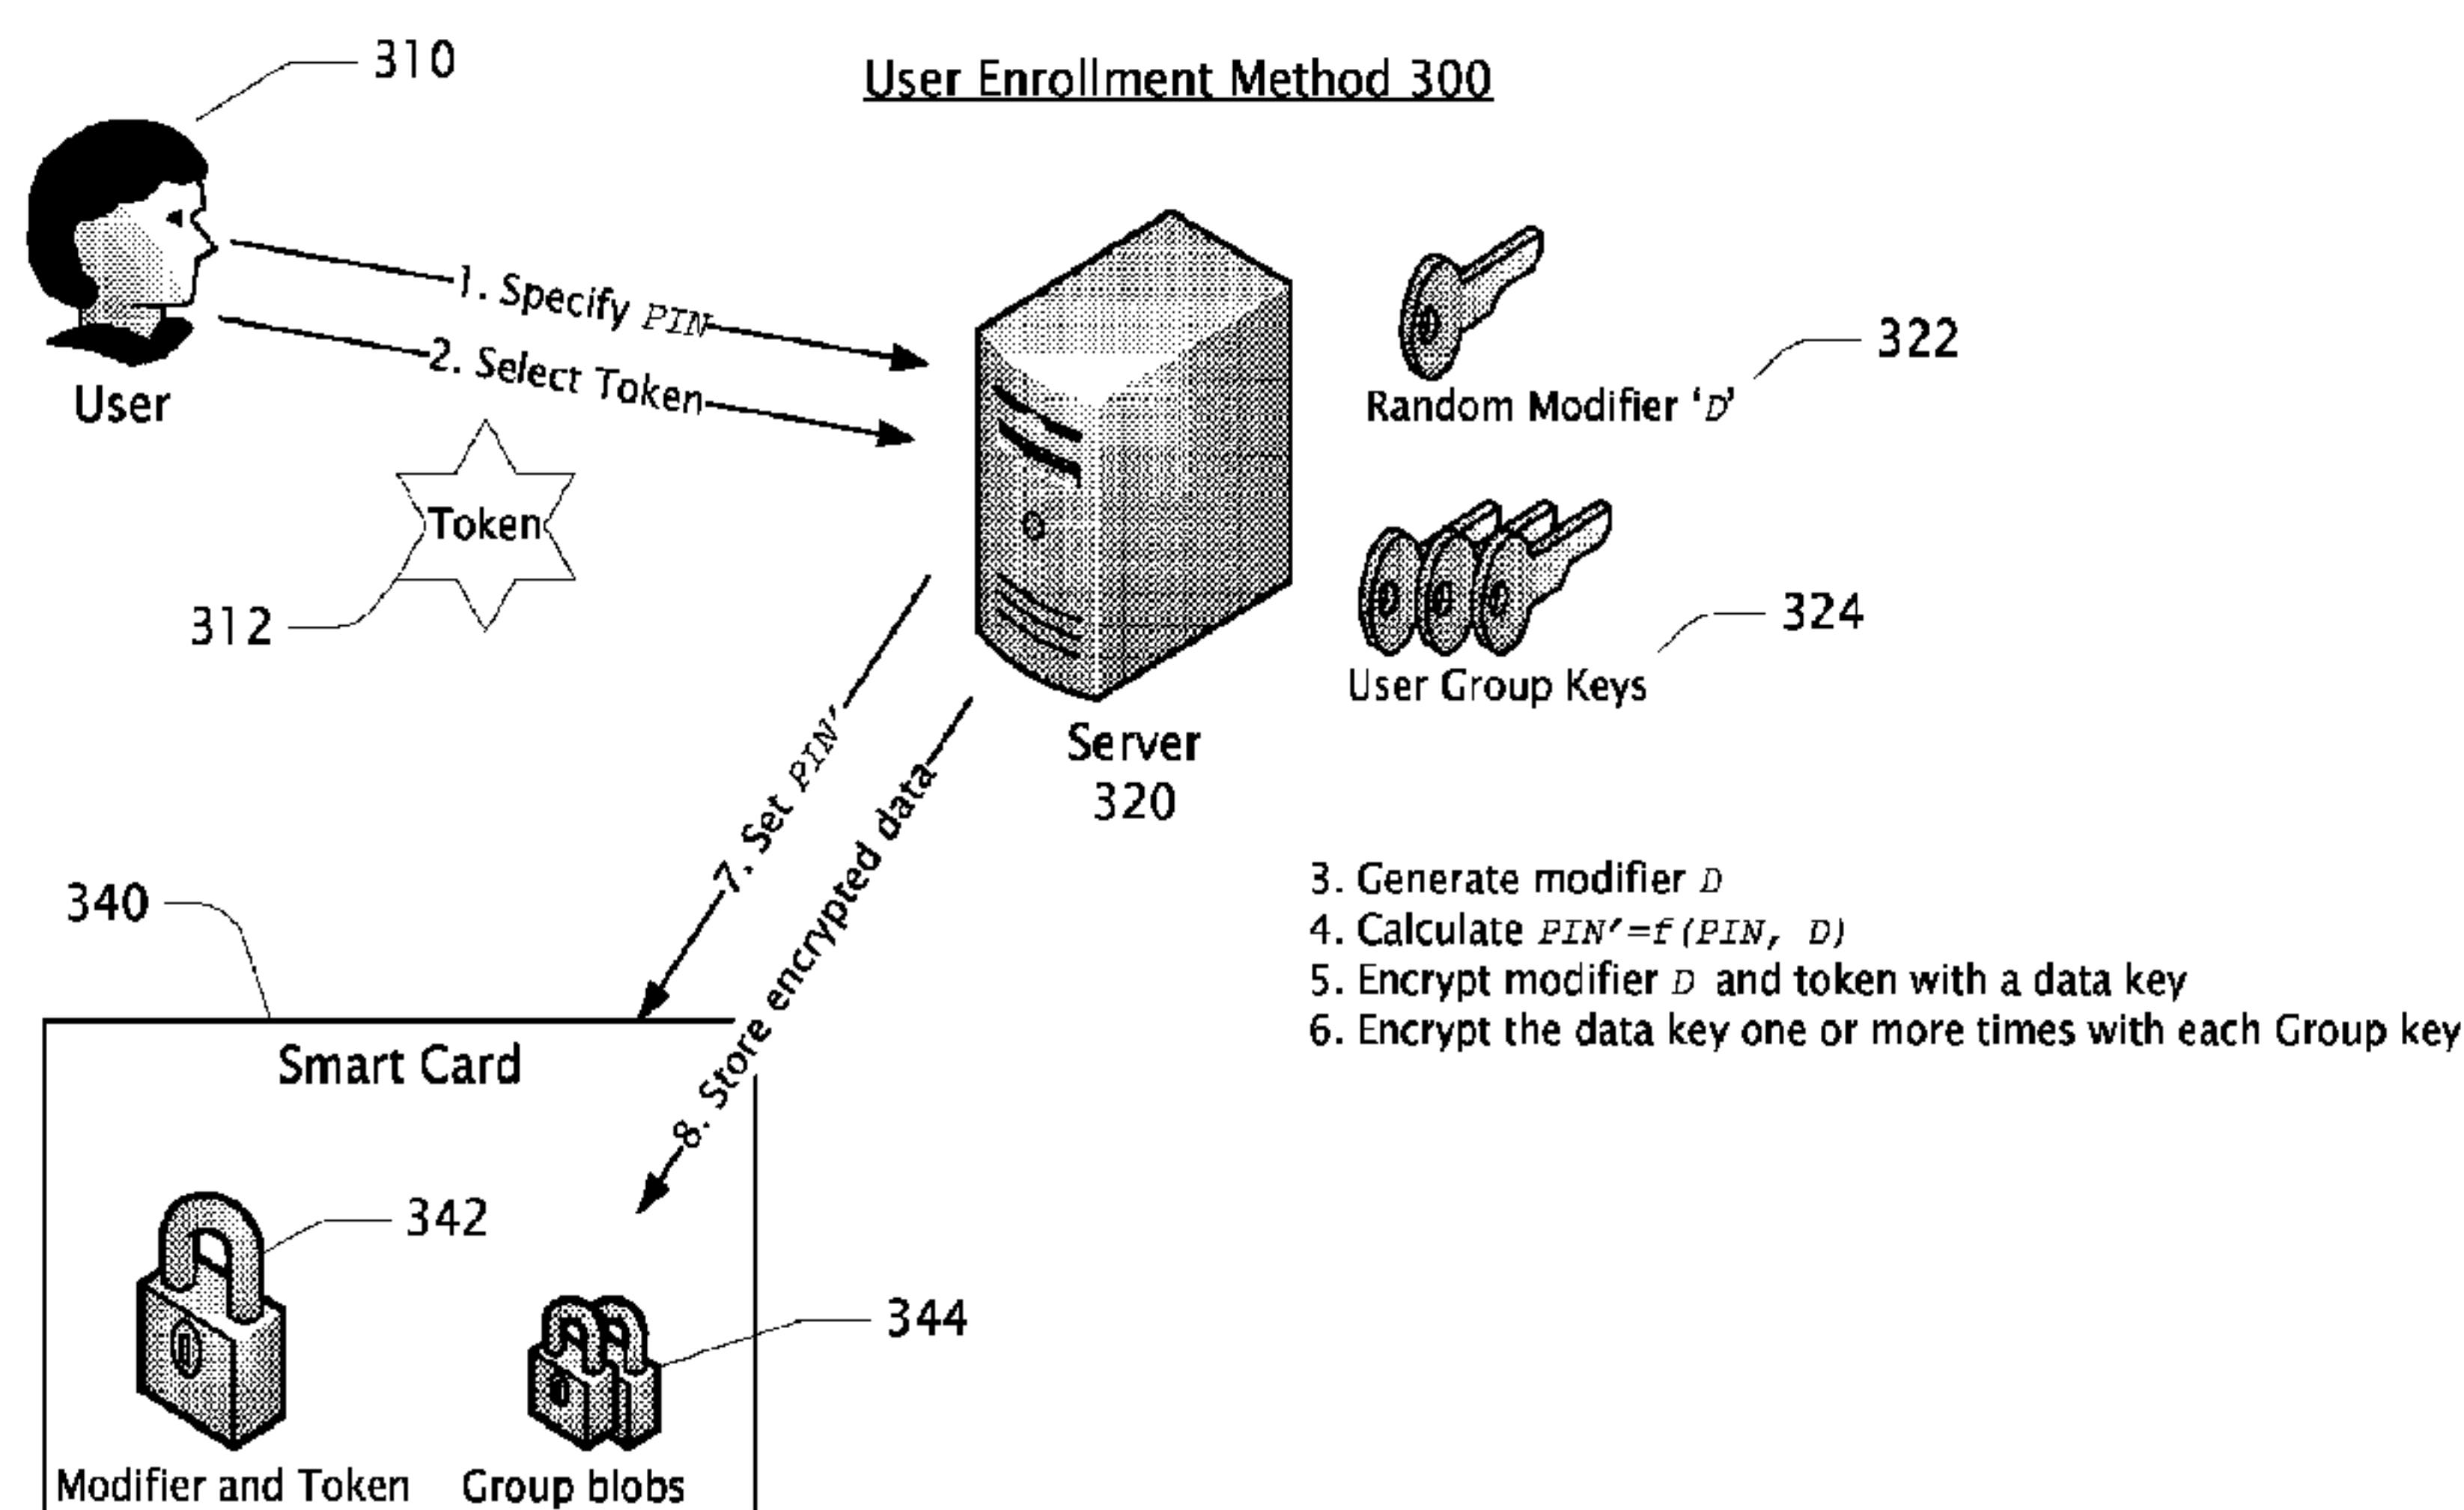 310
User Enrollment Method 300
1. Specify PIN
2. Select Token
User
Token
312
322
Random Modifier ‘D’
324
User Group Keys
Server
320
7. Set PIN’
8. Store encrypted data
3. Generate modifier D
4. Calculate PIN’=f(PIN, D)
5. Encrypt modifier D and token with a data key
6. Encrypt the data key one or more times with each Group key
340
Smart Card
342
344
Modifier and Token
Group blobs